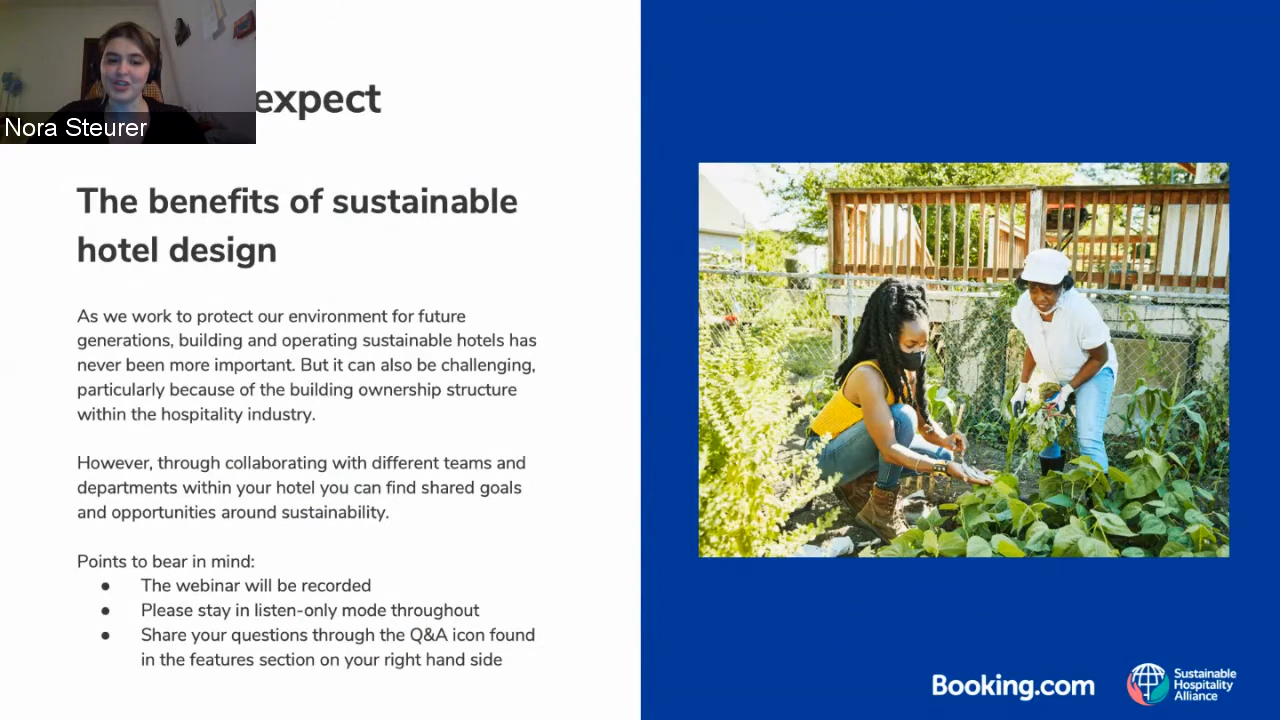 Nora Steurer
expect
The benefits of sustainable
hotel design
As we work to protect our environment for future
generations, building and operating sustainable hotels has
never been more important. But it can also be challenging,
particularly because of the building ownership structure
within the hospitality industry.
However, through collaborating with different teams and
departments within your hotel you can find shared goals
and opportunities around sustainability.
Points to bear in mind:
● The webinar will be recorded
● Please stay in listen-only mode throughout
● Share your questions through the Q&A icon found
in the features section on your right hand side
Booking.com
Sustainable
Hospitality
Alliance